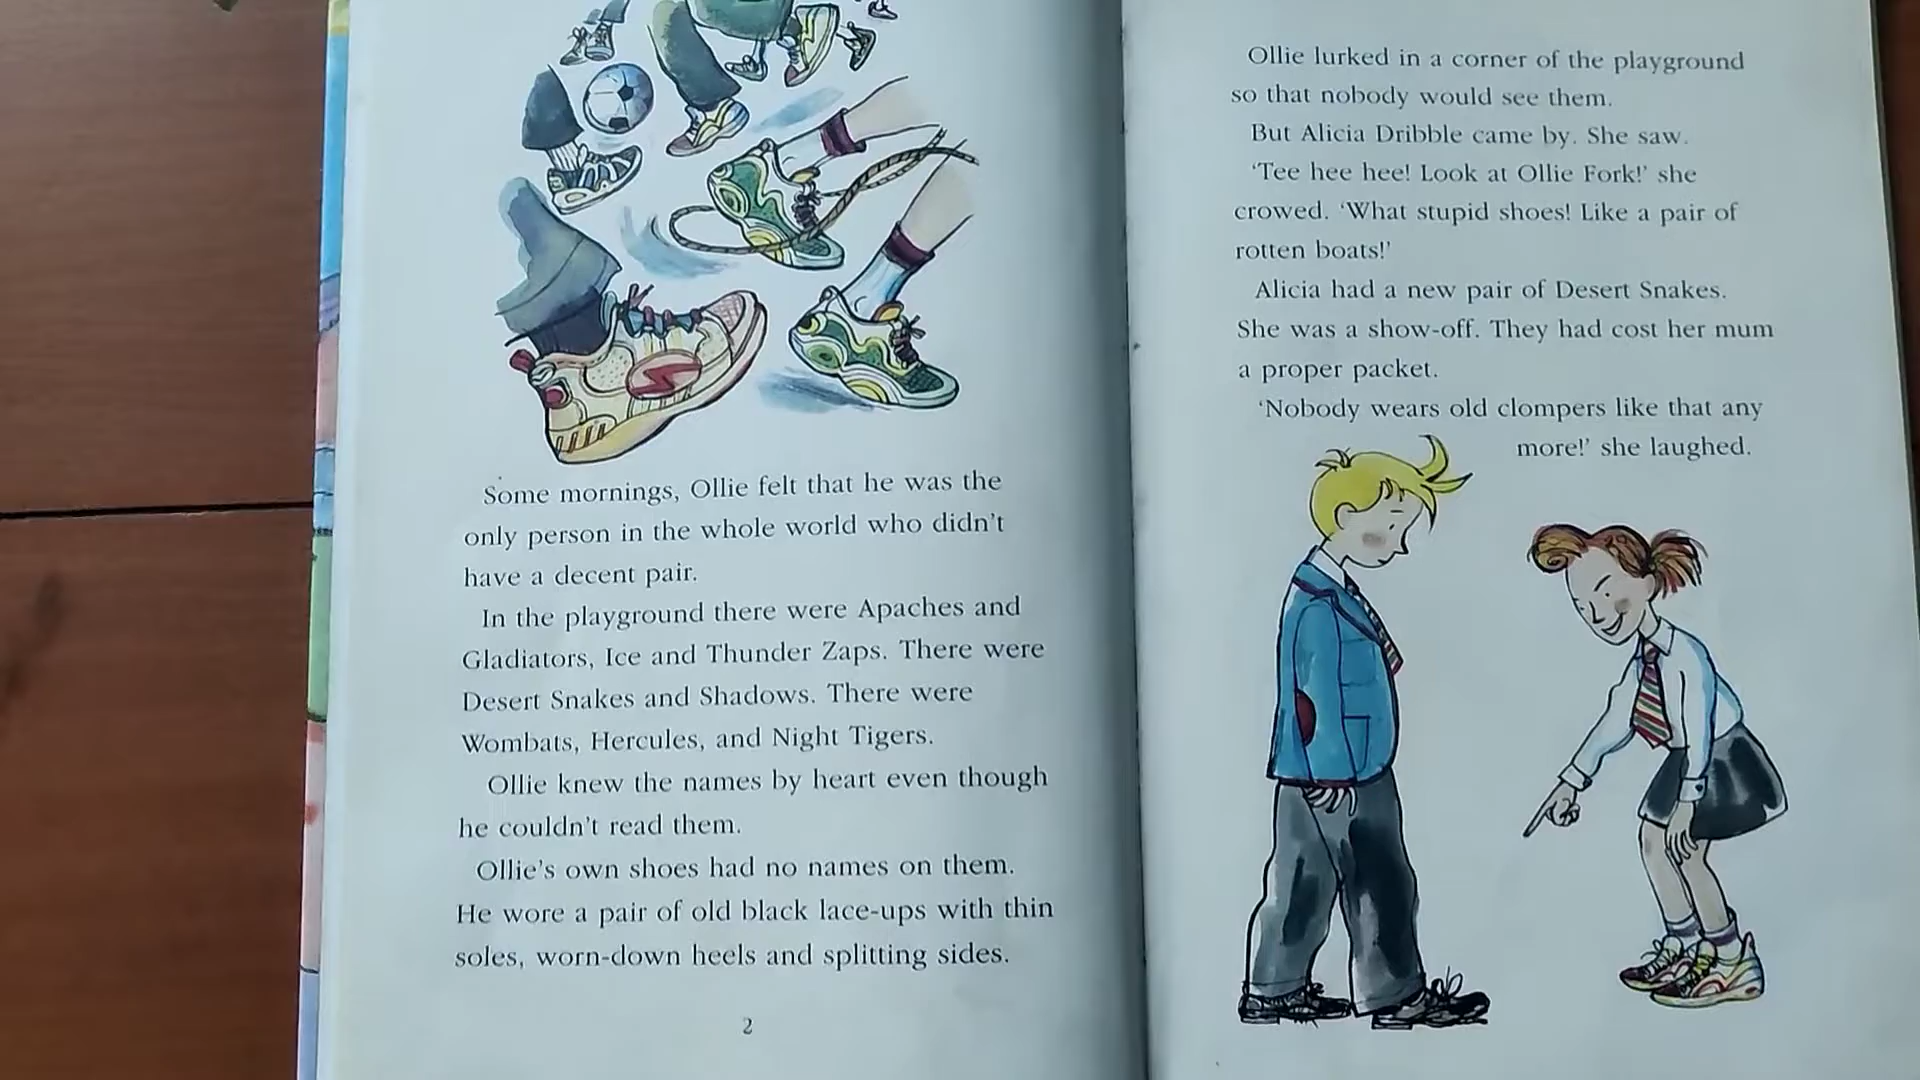 Some mornings, Ollie felt that he was the
only person in the whole world who didn't
have a decent pair.
In the playground there were Apaches and
Gladiators, Ice and Thunder Zaps. There were
Desert Snakes and Shadows. There were
Wombats, Hercules, and Night Tigers.
Ollie knew the names by heart even though
he couldn't read them.
Ollie's own shoes had no names on them.
He wore a pair of old black lace-ups with thin
soles, worn-down heels and splitting sides.
2
Ollie lurked in a corner of the playground
so that nobody would see them.
But Alicia Dribble came by. She saw.
‘Tee hee hee! Look at Ollie Fork!’ she
crowed. ‘What stupid shoes! Like a pair of
rotten boats!’
Alicia had a new pair of Desert Snakes.
She was a show-off. They had cost her mum
a proper packet.
‘Nobody wears old clompers like that any
more!’ she laughed.